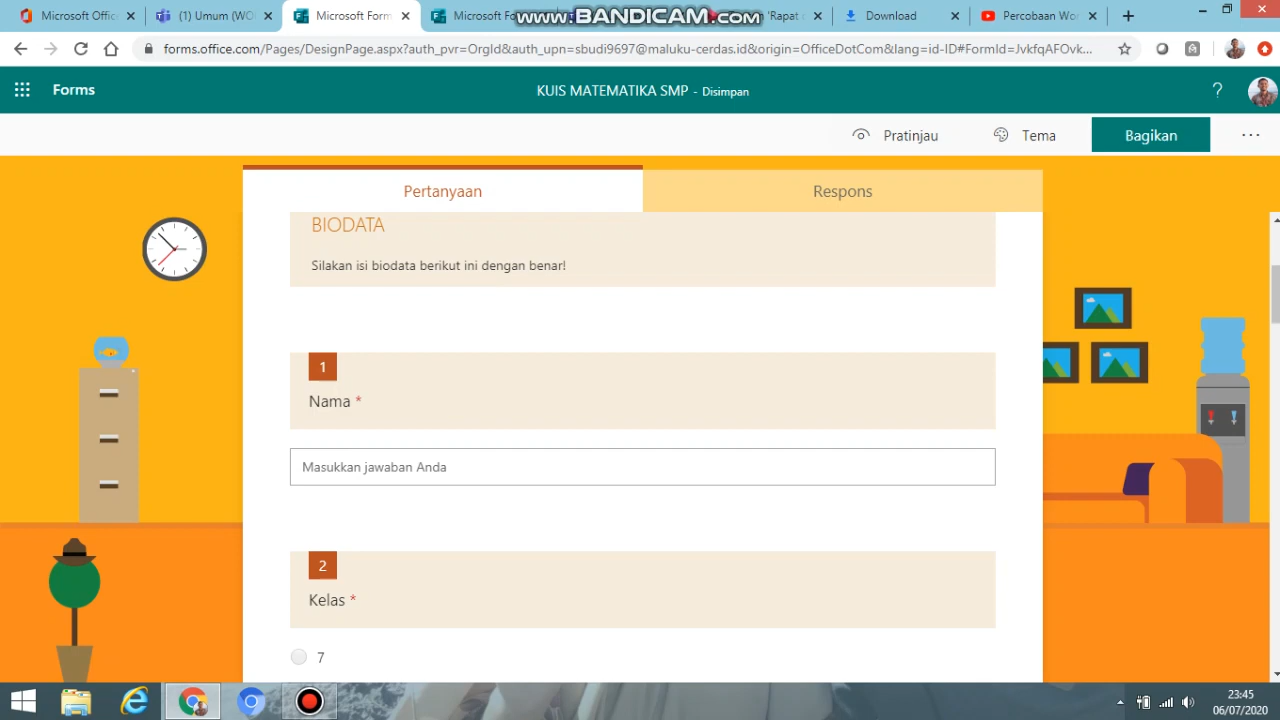 Microsoft Offic
(1) Umum (WO
Microsoft Form
Microsoft Fo
'Rapat
Download
Percobaan Wo
www.BANDICAM.com
forms.office.com/Pages/DesignPage.aspx?auth_pvr=OrgId&auth_upn=sbudi9697@maluku-cerdas.id&origin=OfficeDotCom&lang=id-ID#FormId=JvkfqAFOvk...
Forms
KUIS MATEMATIKA SMP - Disimpan
?
Pratinjau
Tema
Bagikan
...
Pertanyaan
Respons
BIODATA
Silakan isi biodata berikut ini dengan benar!
1
Nama *
Masukkan jawaban Anda
2
Kelas *
7
23:45
06/07/2020